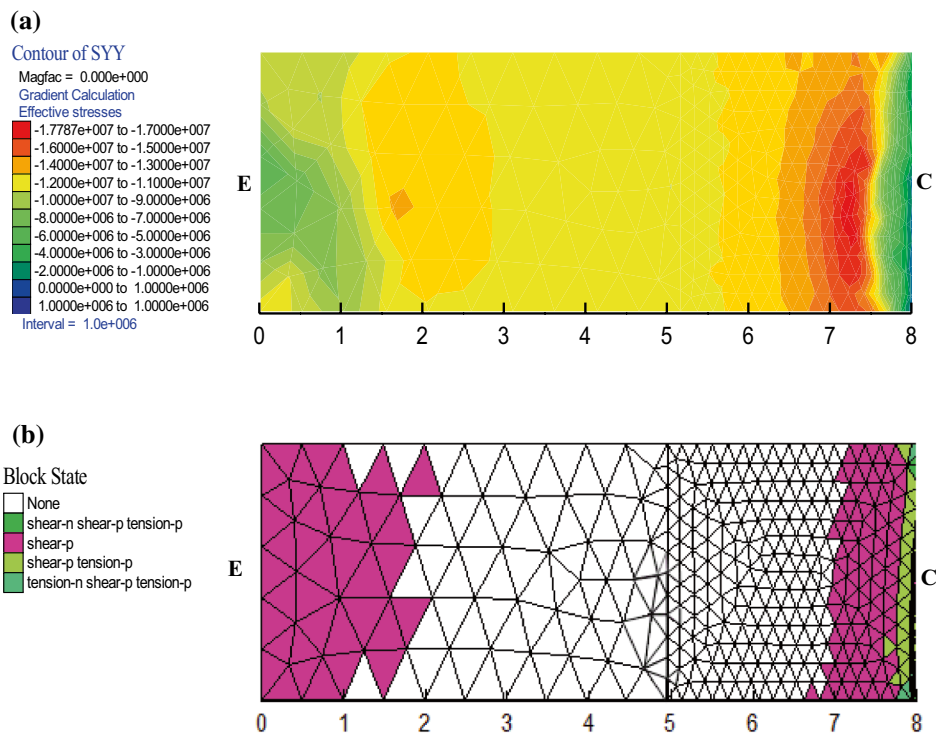 (a)
Contour of SYY
Magfac = 0.000e+000
Gradient Calculation
Effective stresses
-1.7787e+007 to -1.7000e+007
-1.6000e+007 to -1.5000e+007
-1.4000e+007 to -1.3000e+007
-1.2000e+007 to -1.1000e+007
-1.0000e+007 to -9.0000e+006
-8.0000e+006 to -7.0000e+006
-6.0000e+006 to -5.0000e+006
-4.0000e+006 to -3.0000e+006
-2.0000e+006 to -1.0000e+006
0.0000e+000 to 1.0000e+006
1.0000e+006 to 1.0000e+006
Interval = 1.0e+006
E
C
0 1 2 3 4 5 6 7 8
(b)
Block State
None
shear-n shear-p tension-p
shear-p
shear-p tension-p
tension-n shear-p tension-p
E
C
0 1 2 3 4 5 6 7 8